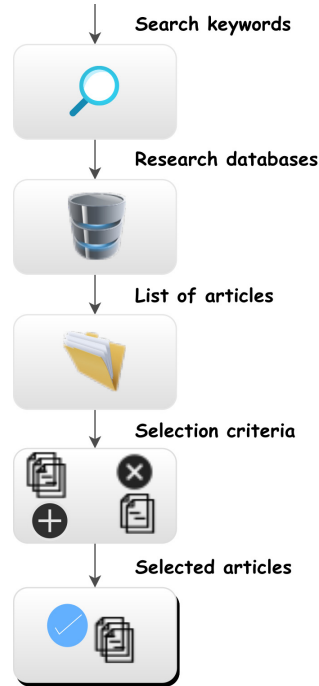 Search keywords
Research databases
List of articles
Selection criteria
Selected articles